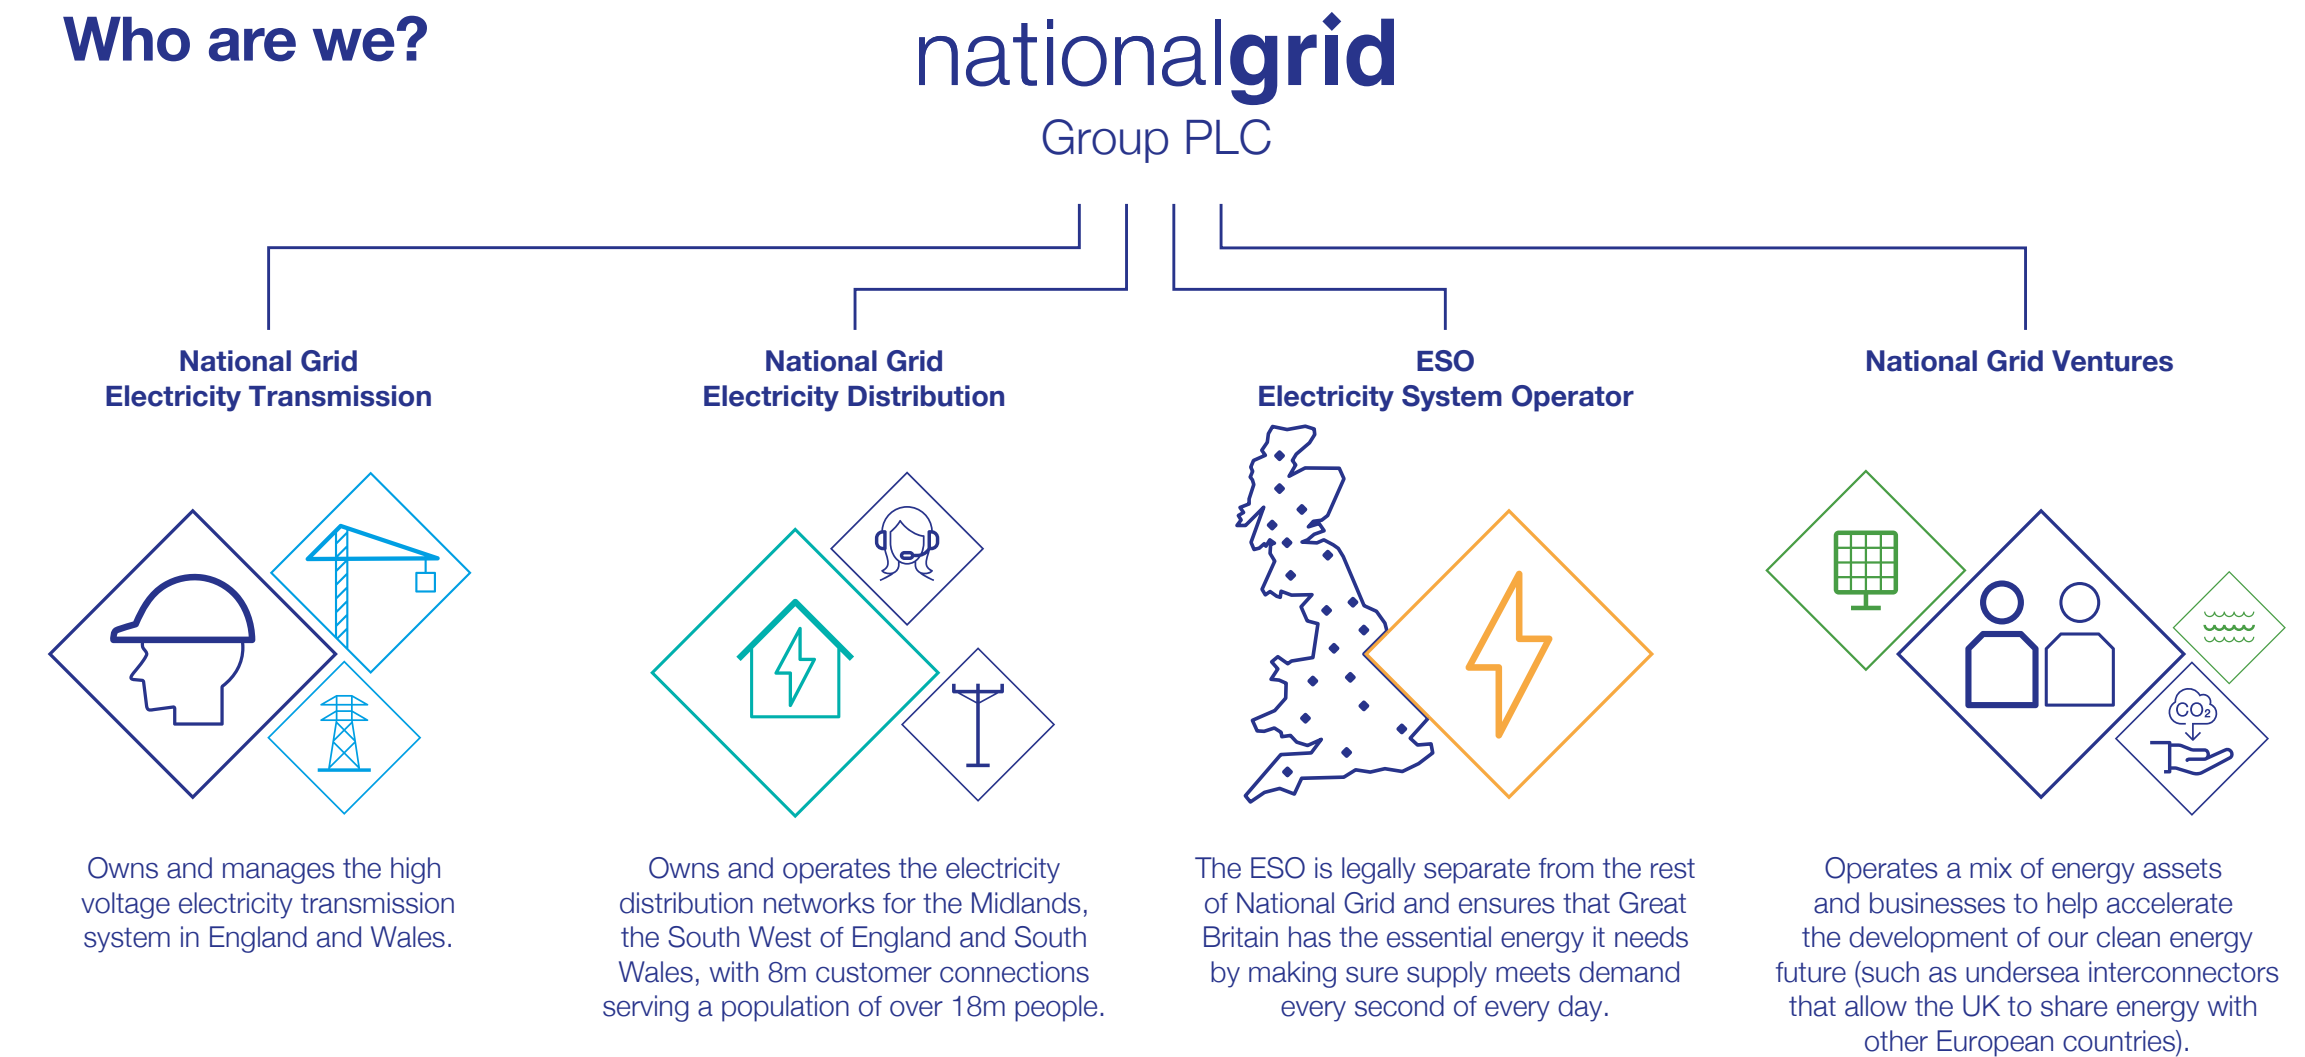 Who are we?
nationalgrid
Group PLC
National Grid
Electricity Transmission
National Grid
Electricity Distribution
ESO
Electricity System Operator
National Grid Ventures
CO₂
Owns and manages the high
voltage electricity transmission
system in England and Wales.
Owns and operates the electricity
distribution networks for the Midlands,
the South West of England and South
Wales, with 8m customer connections
serving a population of over 18m people.
The ESO is legally separate from the rest
of National Grid and ensures that Great
Britain has the essential energy it needs
by making sure supply meets demand
every second of every day.
Operates a mix of energy assets
and businesses to help accelerate
the development of our clean energy
future (such as undersea interconnectors
that allow the UK to share energy with
other European countries).